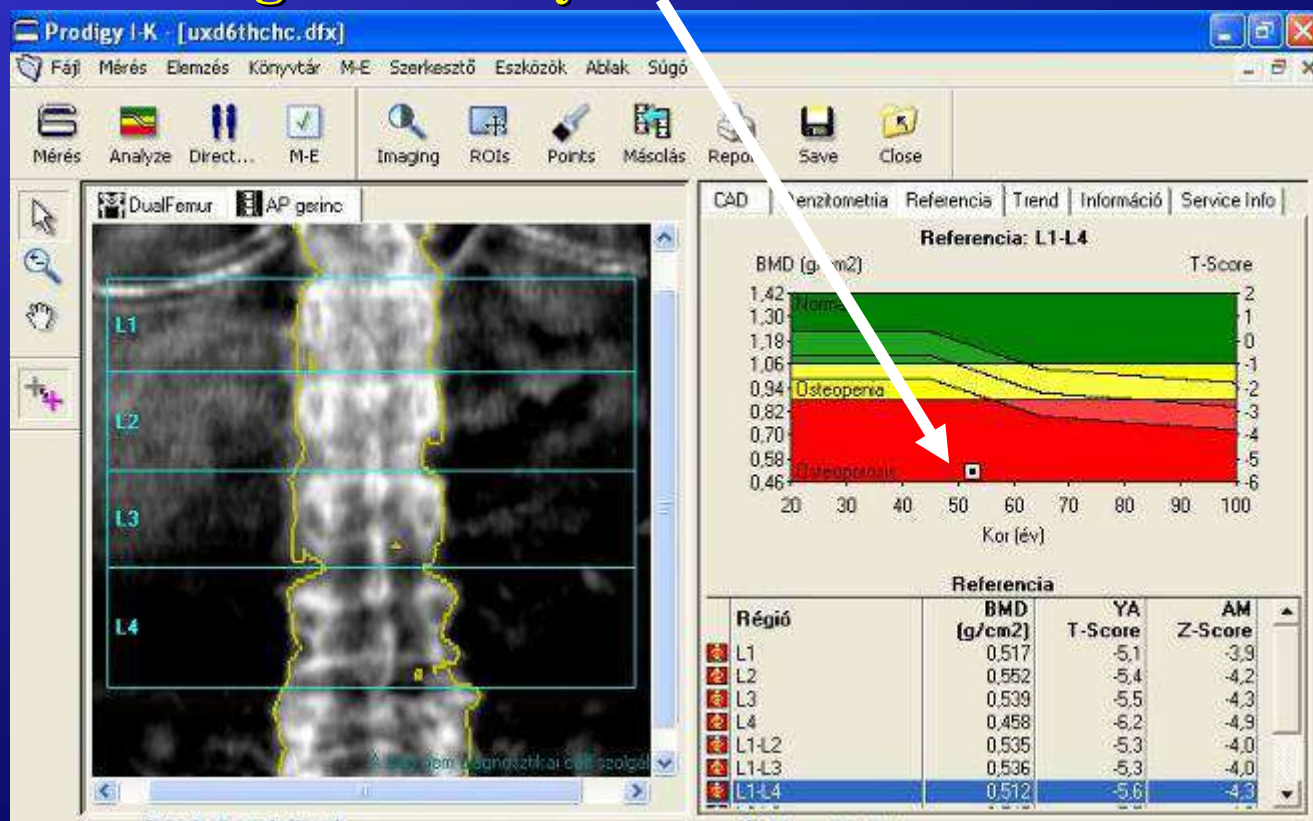 Prodigy I-K - [uxd6thchc.dfx]
Fájl Mérés Elemzés Könyvtár M-E Szerkesztő Eszközök Ablak Súgó
Mérés Analyze Direct... M-E Imaging ROIs Points Másolás Save Close
DualFemur AP gerinc
CAD Referencia Trend Információ Service Info
Referencia: L1-L4
BMD T-Score
1,42 2
1,30 1
1,18 0
1,06 -1
0,94 Osteopenia -2
0,82 -3
0,70 -4
0,58 -5
0,46 -6
20 30 40 50 60 70 80 90 100
Kor (év)
L1
L2
L3
L4
Referencia
Régió BMD (g/cm2) YA T-Score AM Z-Score
L1 0,517 -5,1 -3,9
L2 0,552 -5,4 -4,2
L3 0,539 -5,5 -4,3
L4 0,458 -6,2 -4,9
L1-L2 0,535 -5,3 -4,0
L1-L3 0,536 -5,3 -4,0
L1-L4 0,512 -5,6 -4,3